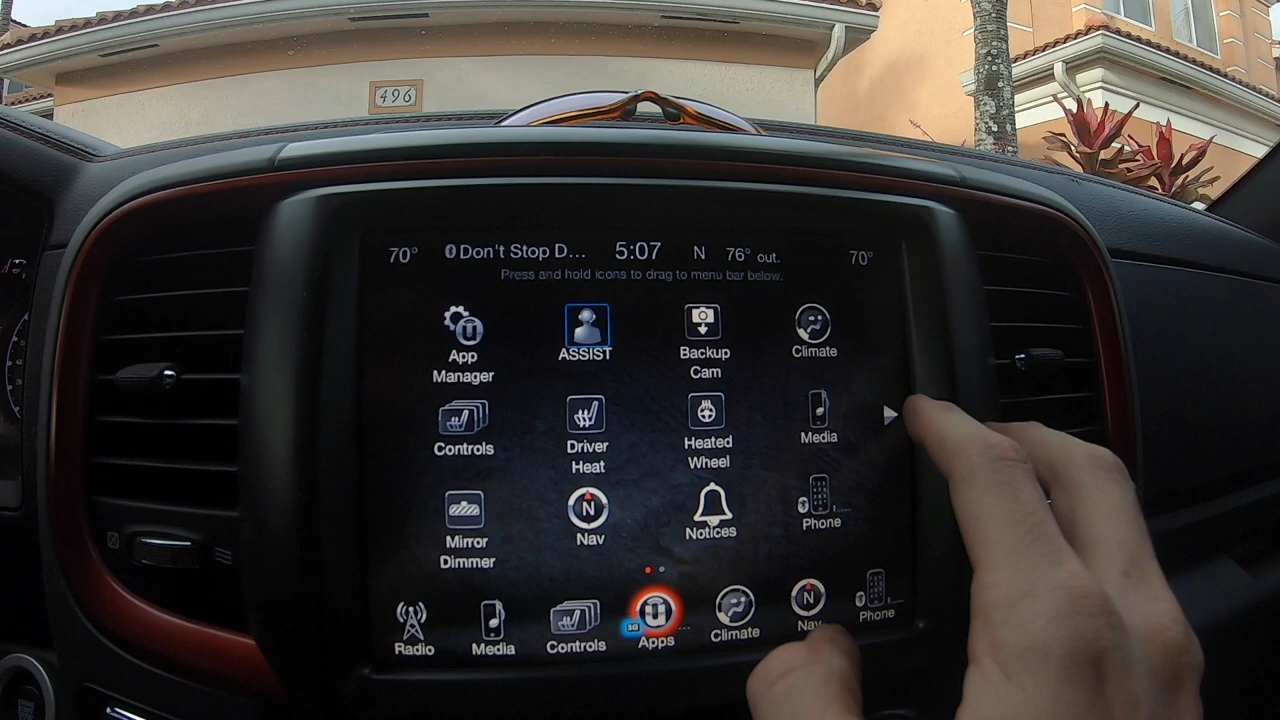 496
70° Don't Stop D... 5:07 N 76° out. 70°
Press and hold icons to drag to menu bar below.
App Manager
ASSIST
Backup Cam
Climate
Controls
Driver Heat
Heated Wheel
Media
Mirror Dimmer
N
Nav
Notices
Phone
Radio
Media
Controls
3G
Apps
Climate
N
Nav
Phone